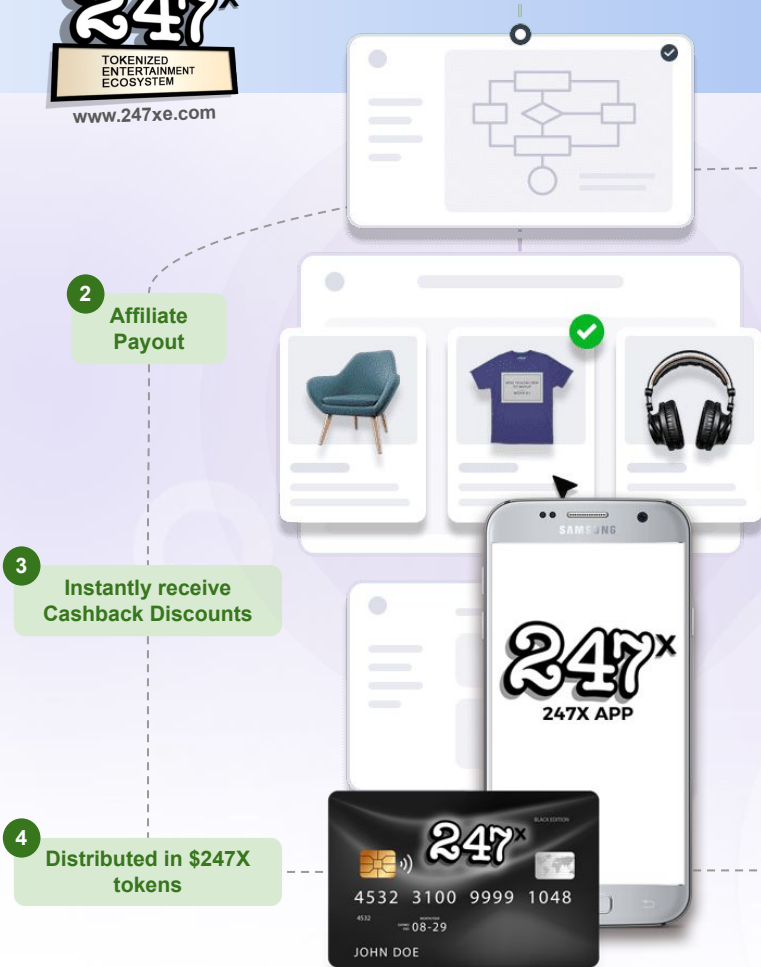 247x
TOKENIZED
ENTERTAINMENT
ECOSYSTEM
www.247xe.com
2
Affiliate
Payout
3
Instantly receive
Cashback Discounts
SAMSUNG
247x
247X APP
4
Distributed in $247X
tokens
BLACK EDITION
247x
4532 3100 9999 1048
4532
08-29
JOHN DOE